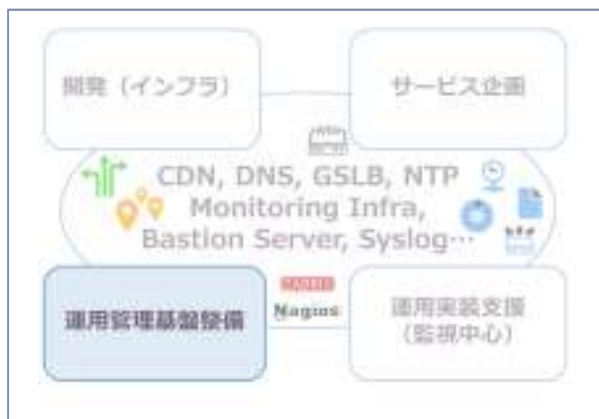 開発（インフラ）
サービス企画
CDN, DNS, GSLB, NTP
Monitoring Infra,
Bastion Server, Syslog…
ZABBIX
Nagios
運用管理基盤整備
運用実装支援
（監視中心）